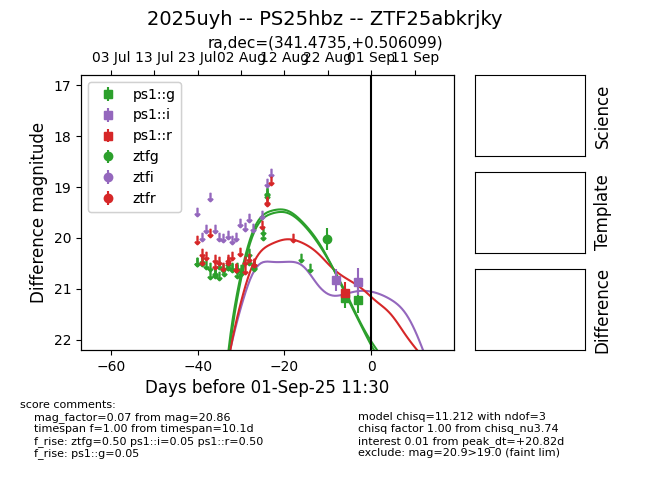 2025uyh -- PS25hbz -- ZTF25abkrjky
ra,dec=(341.4735,+0.506099)
03 Jul 13 Jul 23 Jul 02 Aug 12 Aug 22 Aug 01 Sep 11 Sep
17
18
19
20
21
22
Difference magnitude
ps1::g
ps1::i
ps1::r
ztfg
ztfi
ztfr
−60
−40
−20
0
Days before 01-Sep-25 11:30
Science
Template
Difference
score comments:
mag_factor=0.07 from mag=20.86
timespan f=1.00 from timespan=10.1d
f_rise: ztfg=0.50 ps1::i=0.05 ps1::r=0.50
f_rise: ps1::g=0.05
model chisq=11.212 with ndof=3
chisq factor 1.00 from chisq_nu3.74
interest 0.01 from peak_dt=+20.82d
exclude: mag=20.9>19.0 (faint lim)